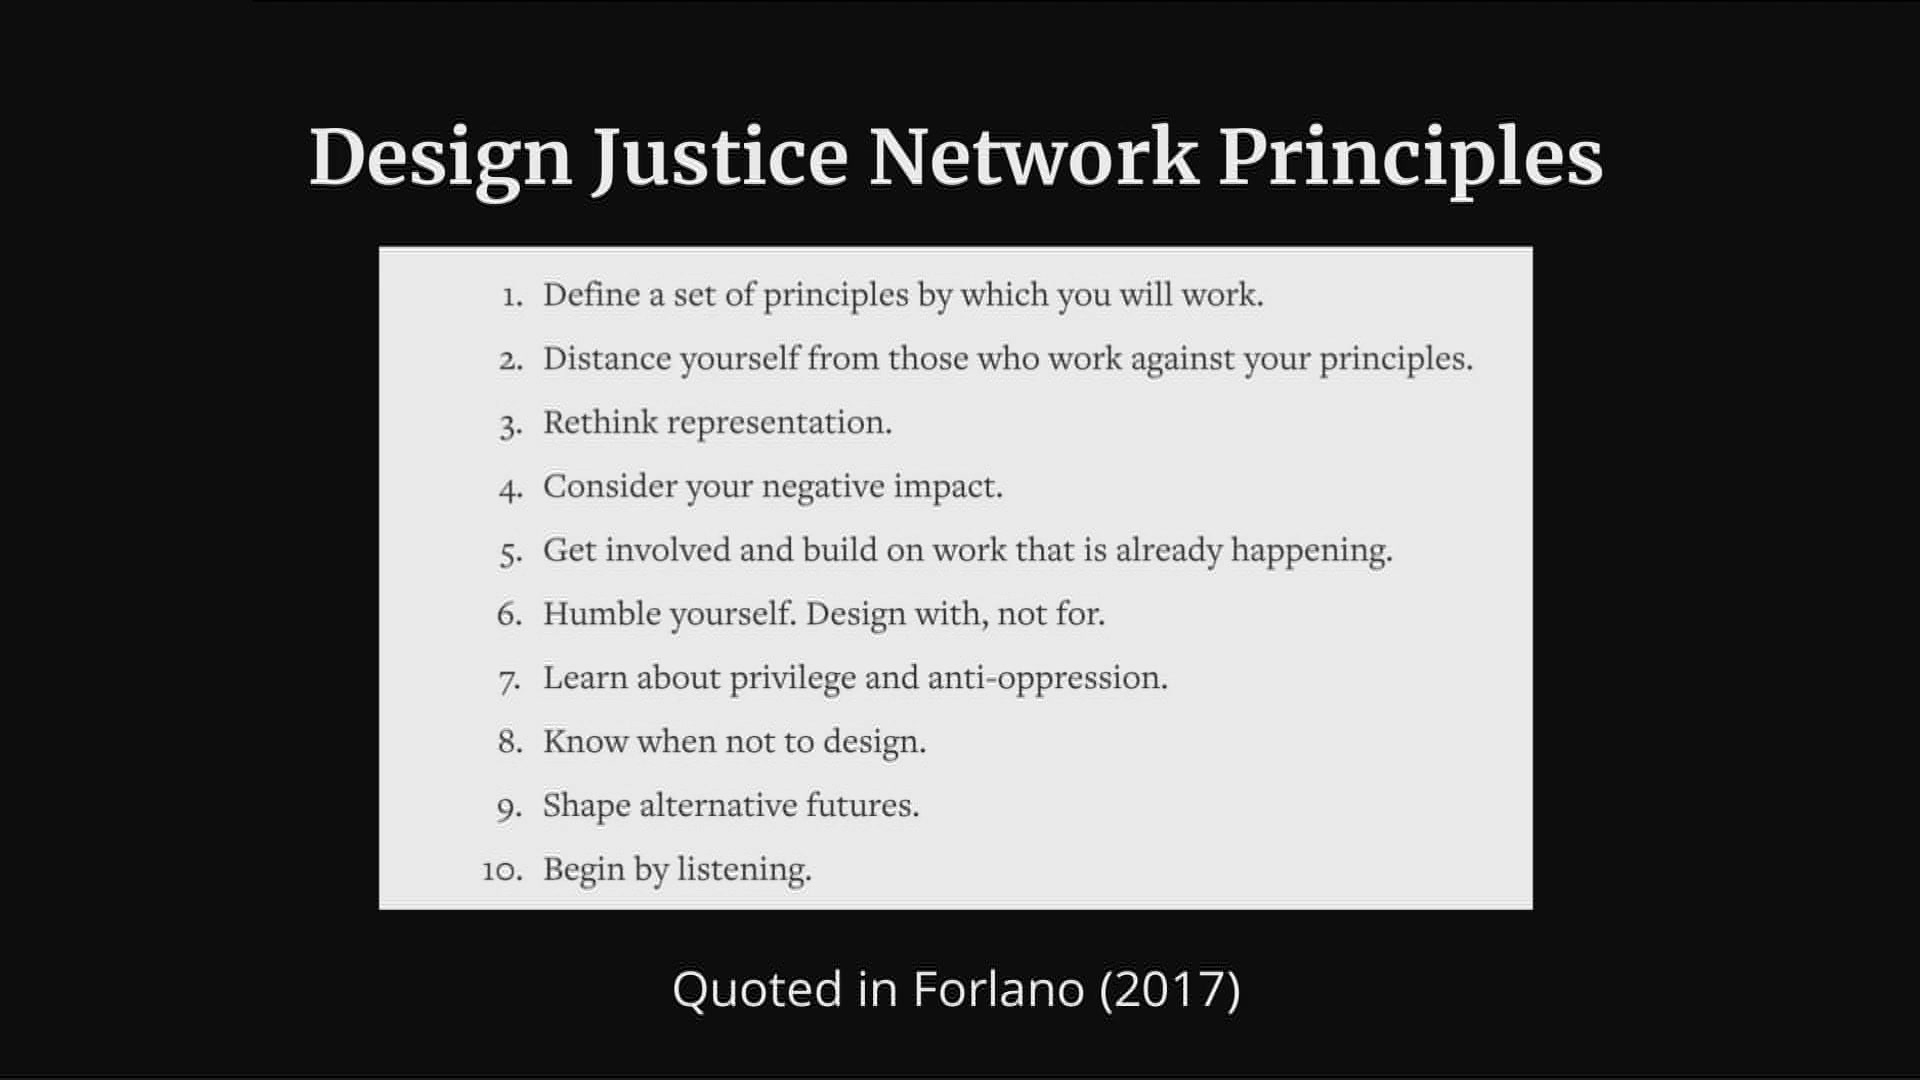 Design Justice Network Principles
1. Define a set of principles by which you will work.
2. Distance yourself from those who work against your principles.
3. Rethink representation.
4. Consider your negative impact.
5. Get involved and build on work that is already happening.
6. Humble yourself. Design with, not for.
7. Learn about privilege and anti-oppression.
8. Know when not to design.
9. Shape alternative futures.
10. Begin by listening.
Quoted in Forlano (2017)